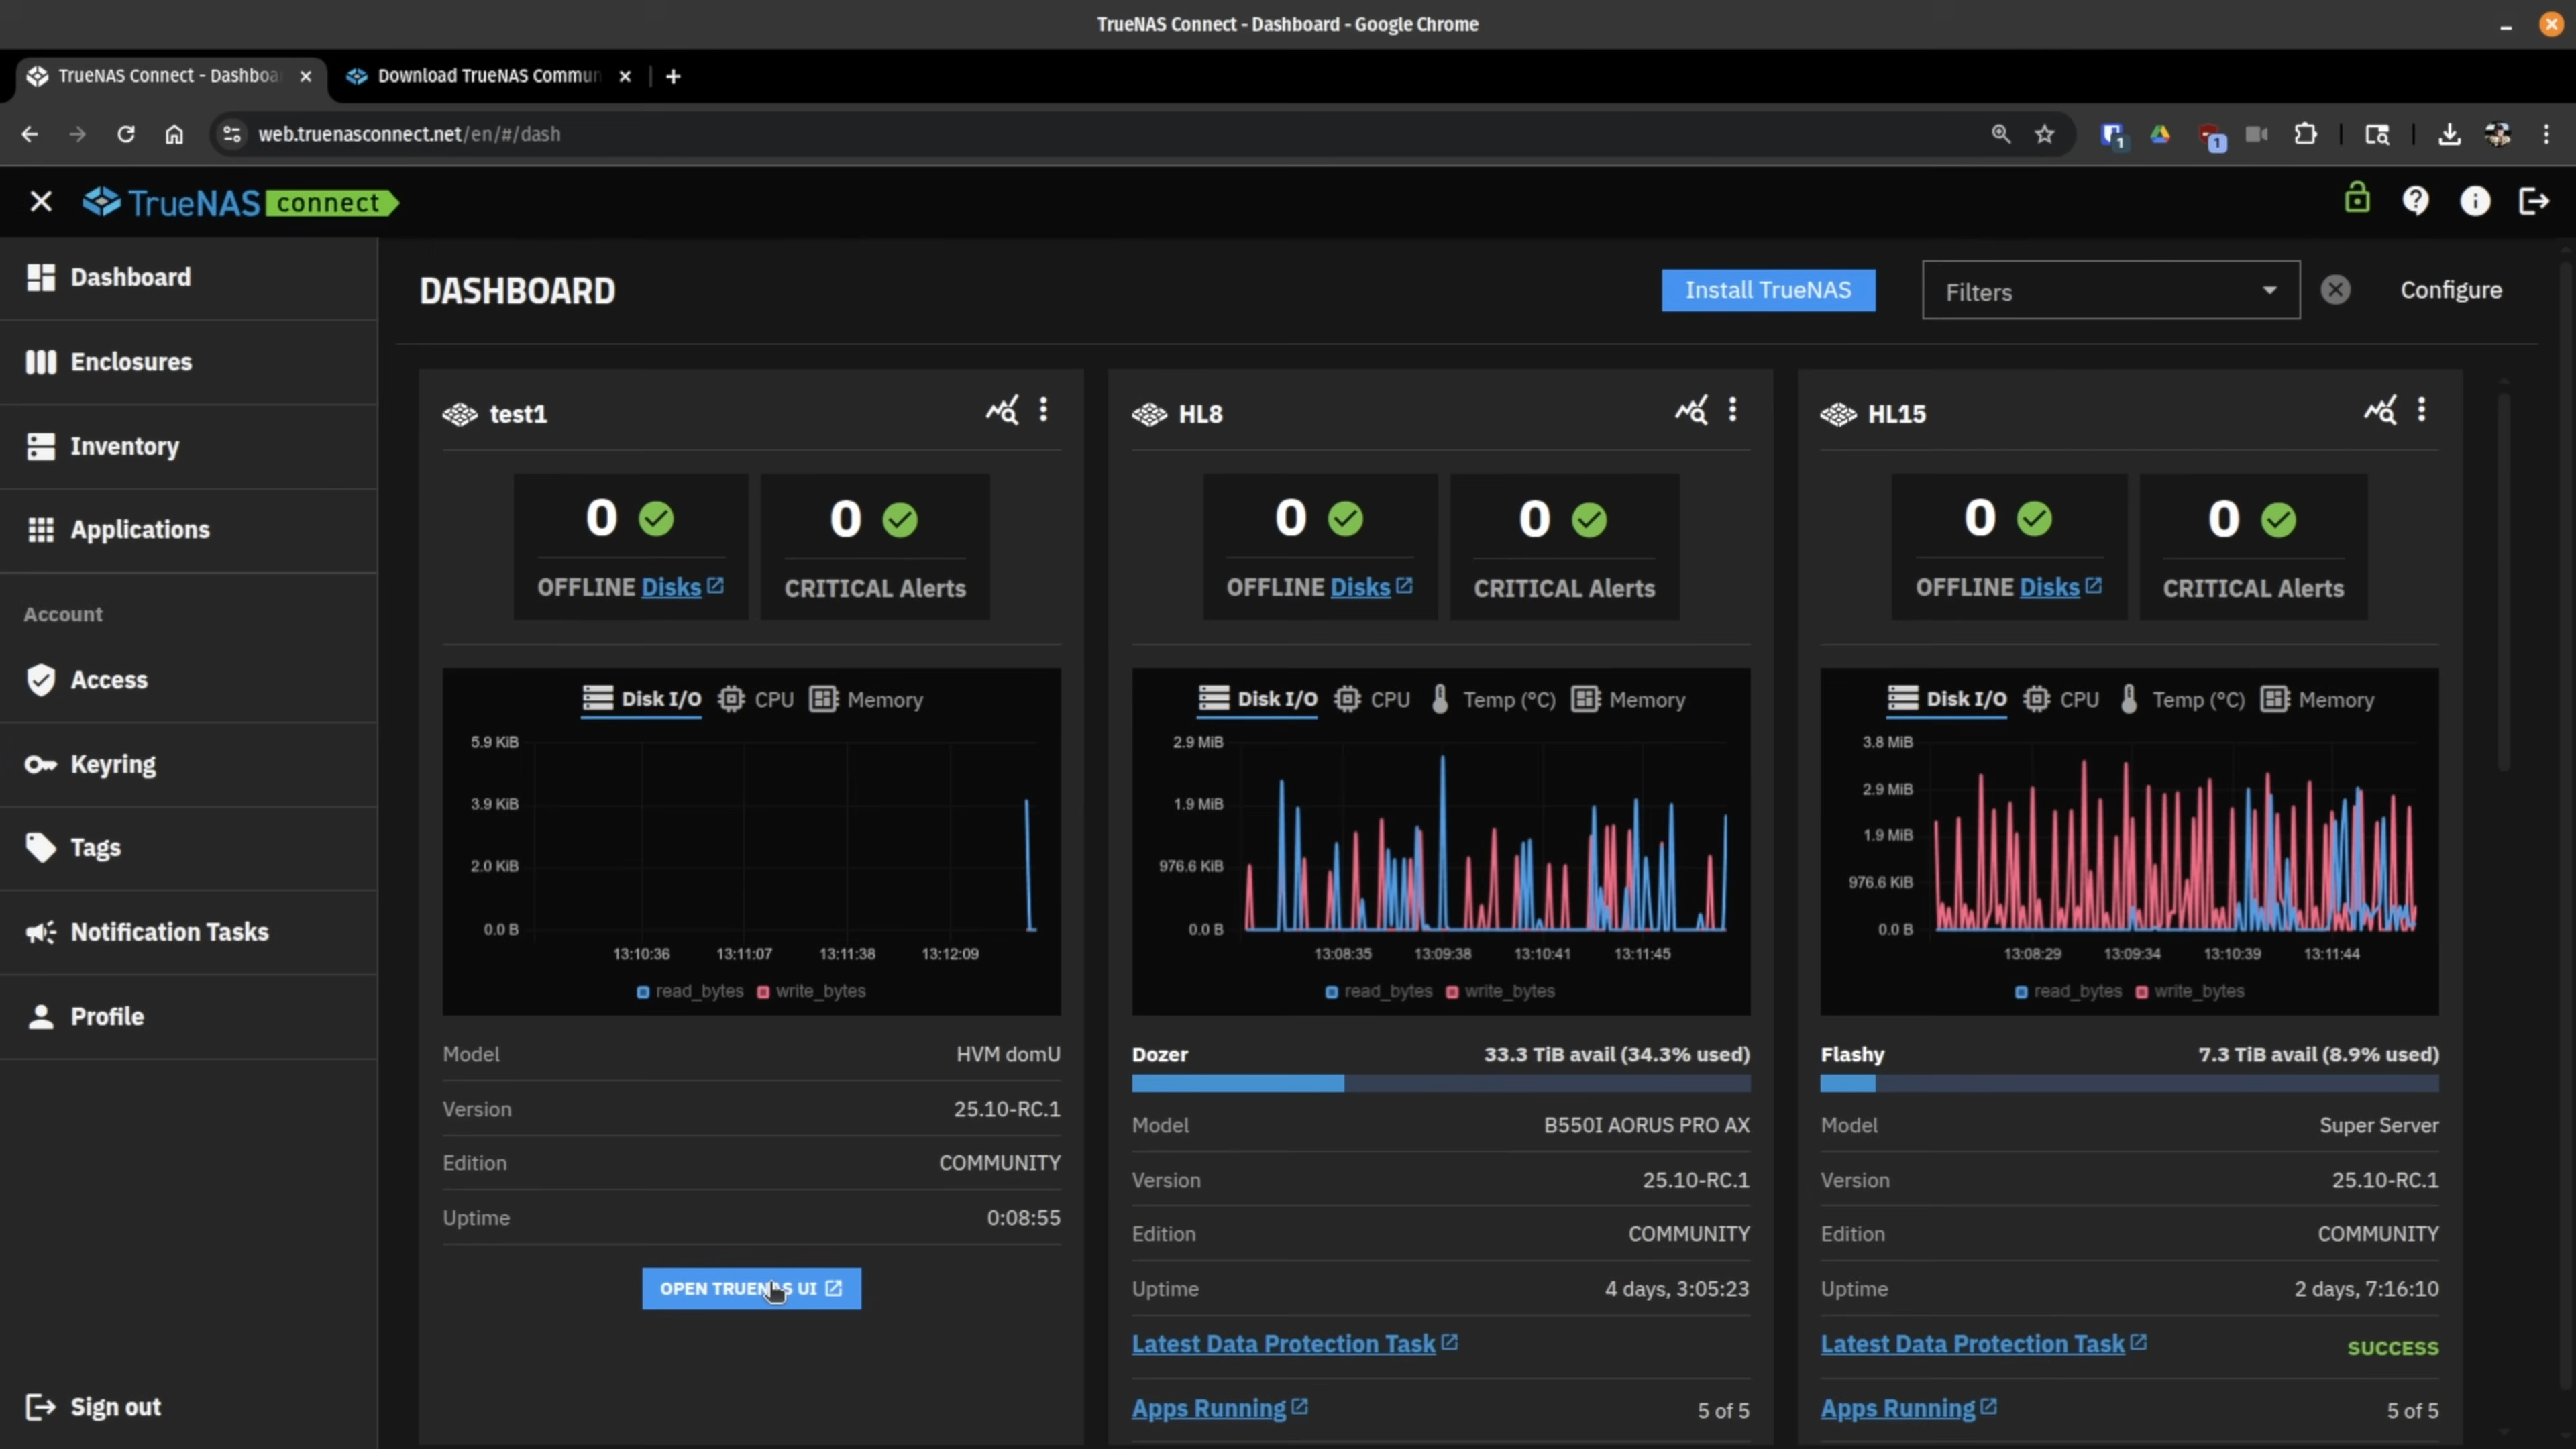 TrueNAS Connect - Dashboard - Google Chrome
TrueNAS Connect - Dashboa
Download TrueNAS Commun
web.truenasconnect.net/en/#/dash
1
1
TrueNAS connect
Dashboard
Enclosures
Inventory
Applications
Account
Access
Keyring
Tags
Notification Tasks
Profile
Sign out
DASHBOARD
Install TrueNAS
Filters
Configure
test1
0
OFFLINE Disks
0
CRITICAL Alerts
Disk I/O CPU Memory
5.9 KiB
3.9 KiB
2.0 KiB
0.0 B
13:10:36 13:11:07 13:11:38 13:12:09
read_bytes write_bytes
Model HVM domU
Version 25.10-RC.1
Edition COMMUNITY
Uptime 0:08:55
OPEN TRUENAS UI
HL8
0
OFFLINE Disks
0
CRITICAL Alerts
Disk I/O CPU Temp (°C) Memory
2.9 MiB
1.9 MiB
976.6 KiB
0.0 B
13:08:35 13:09:38 13:10:41 13:11:45
read_bytes write_bytes
Dozer 33.3 TiB avail (34.3% used)
Model B550I AORUS PRO AX
Version 25.10-RC.1
Edition COMMUNITY
Uptime 4 days, 3:05:23
Latest Data Protection Task
Apps Running 5 of 5
HL15
0
OFFLINE Disks
0
CRITICAL Alerts
Disk I/O CPU Temp (°C) Memory
3.8 MiB
2.9 MiB
1.9 MiB
976.6 KiB
0.0 B
13:08:29 13:09:34 13:10:39 13:11:44
read_bytes write_bytes
Flashy 7.3 TiB avail (8.9% used)
Model Super Server
Version 25.10-RC.1
Edition COMMUNITY
Uptime 2 days, 7:16:10
Latest Data Protection Task SUCCESS
Apps Running 5 of 5